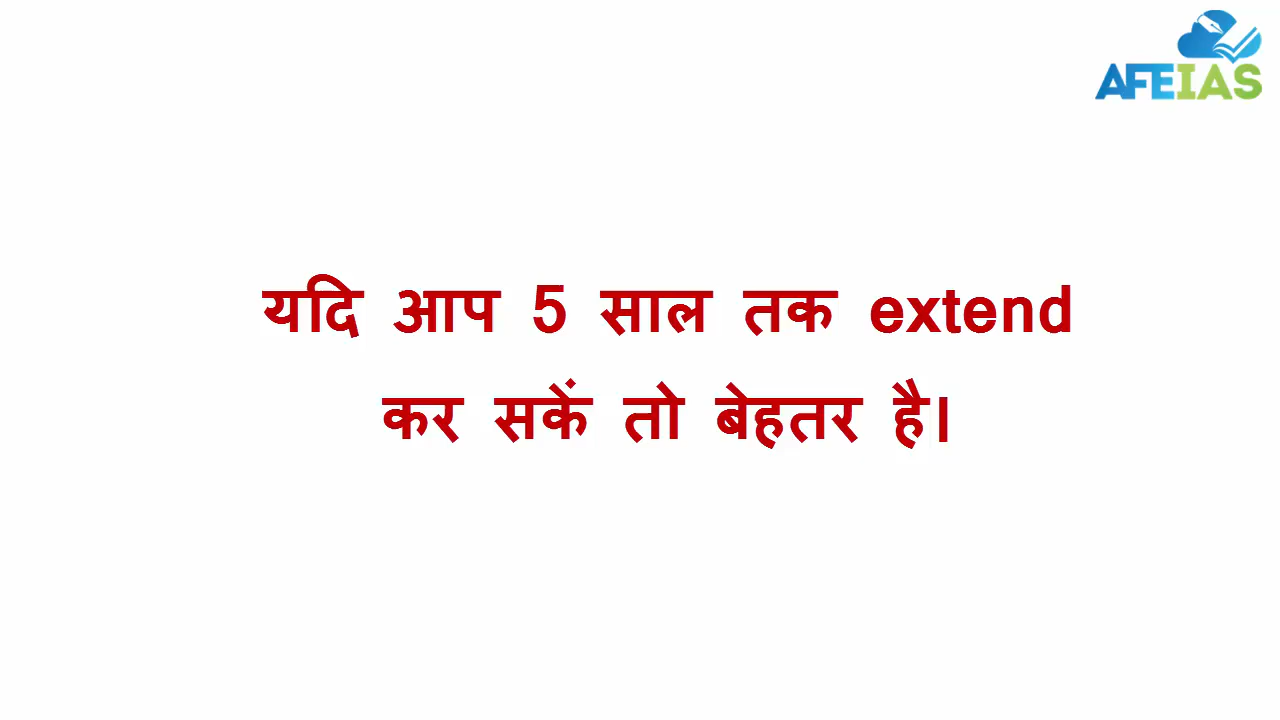 AFEIAS
यदि आप 5 साल तक extend
कर सकें तो बेहतर है।